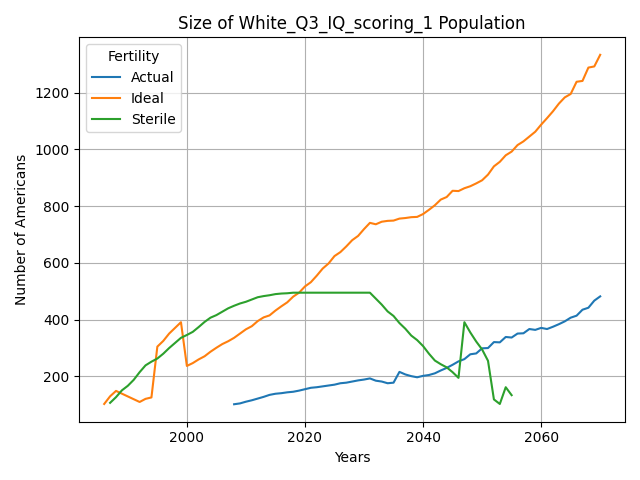 Size of White_Q3_IQ_scoring_1 Population
Fertility
Actual
Ideal
Sterile
Number of Americans
1200
1000
800
600
400
200
2000
2020
2040
2060
Years